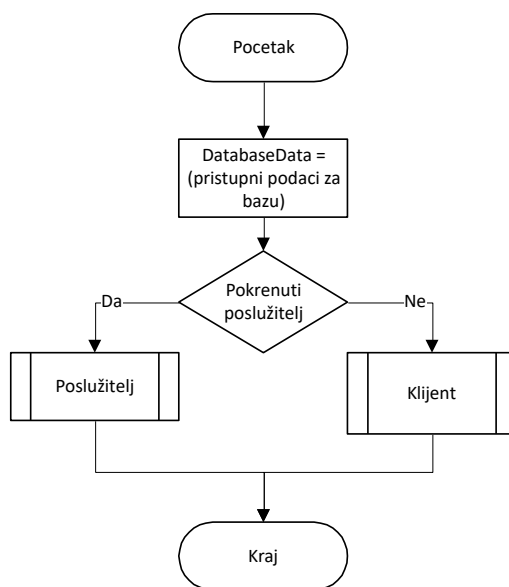 Pocetak
DatabaseData =
(pristupni podaci za
bazu)
Pokrenuti
poslužitelj
Da
Ne
Poslužitelj
Klijent
Kraj